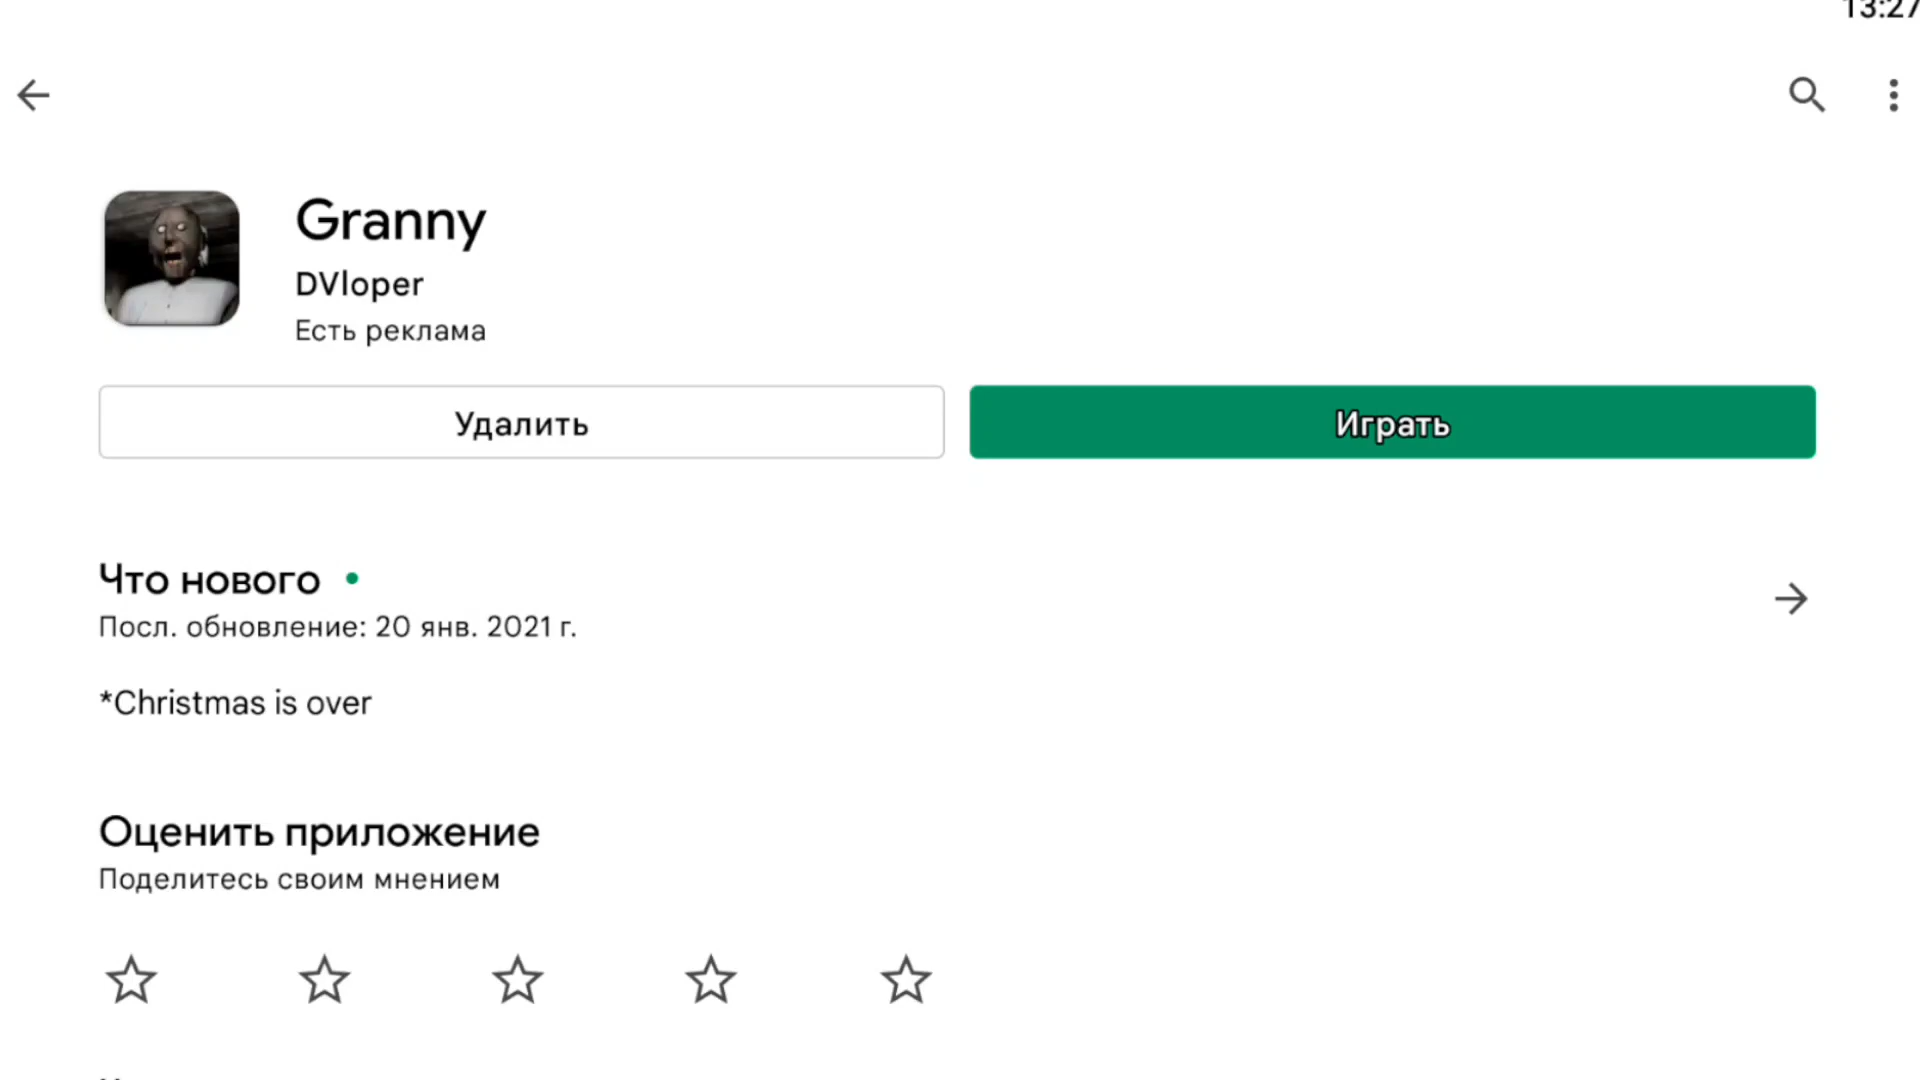 13:27
Granny
DVloper
Есть реклама
Удалить
Играть
Что нового
Посл. обновление: 20 янв. 2021 г.
*Christmas is over
Оценить приложение
Поделитесь своим мнением